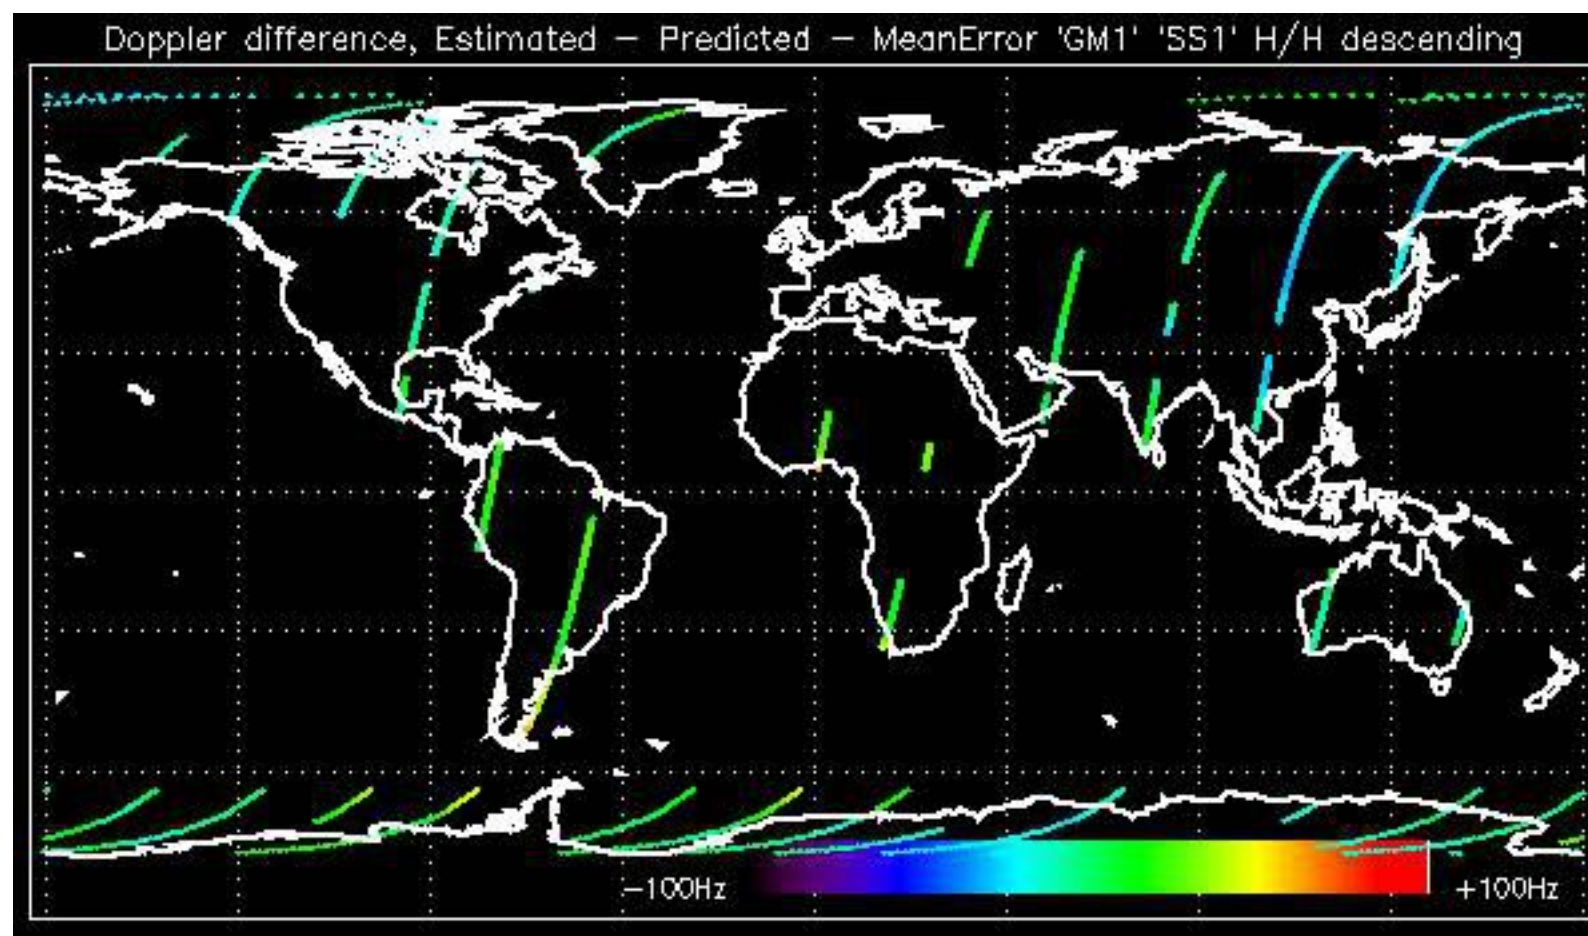 Doppler difference, Estimated – Predicted – MeanError 'GM1' 'SS1' H/H descending
-100Hz
+100Hz